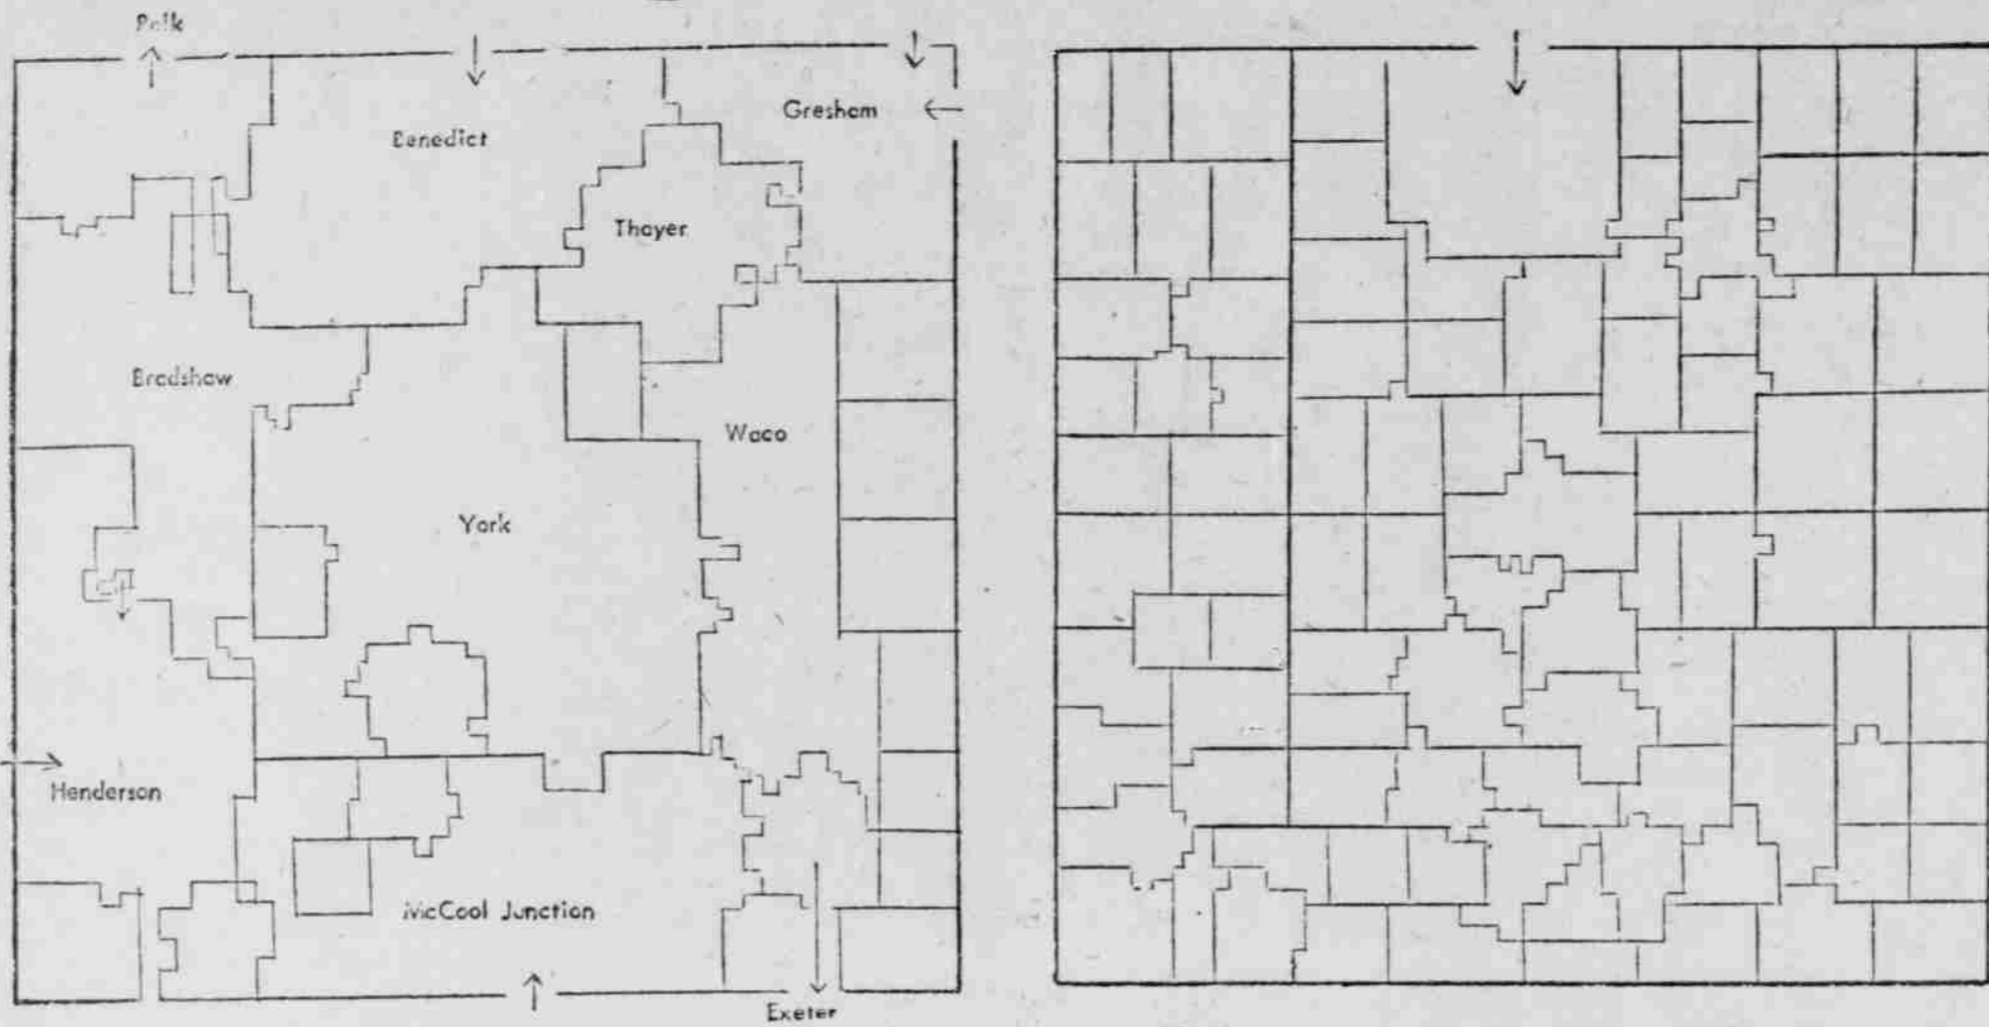 Polk
Gresham
Benedict
Thayer
Bradshaw
Waco
York
Henderson
McCool Junction
Exeter